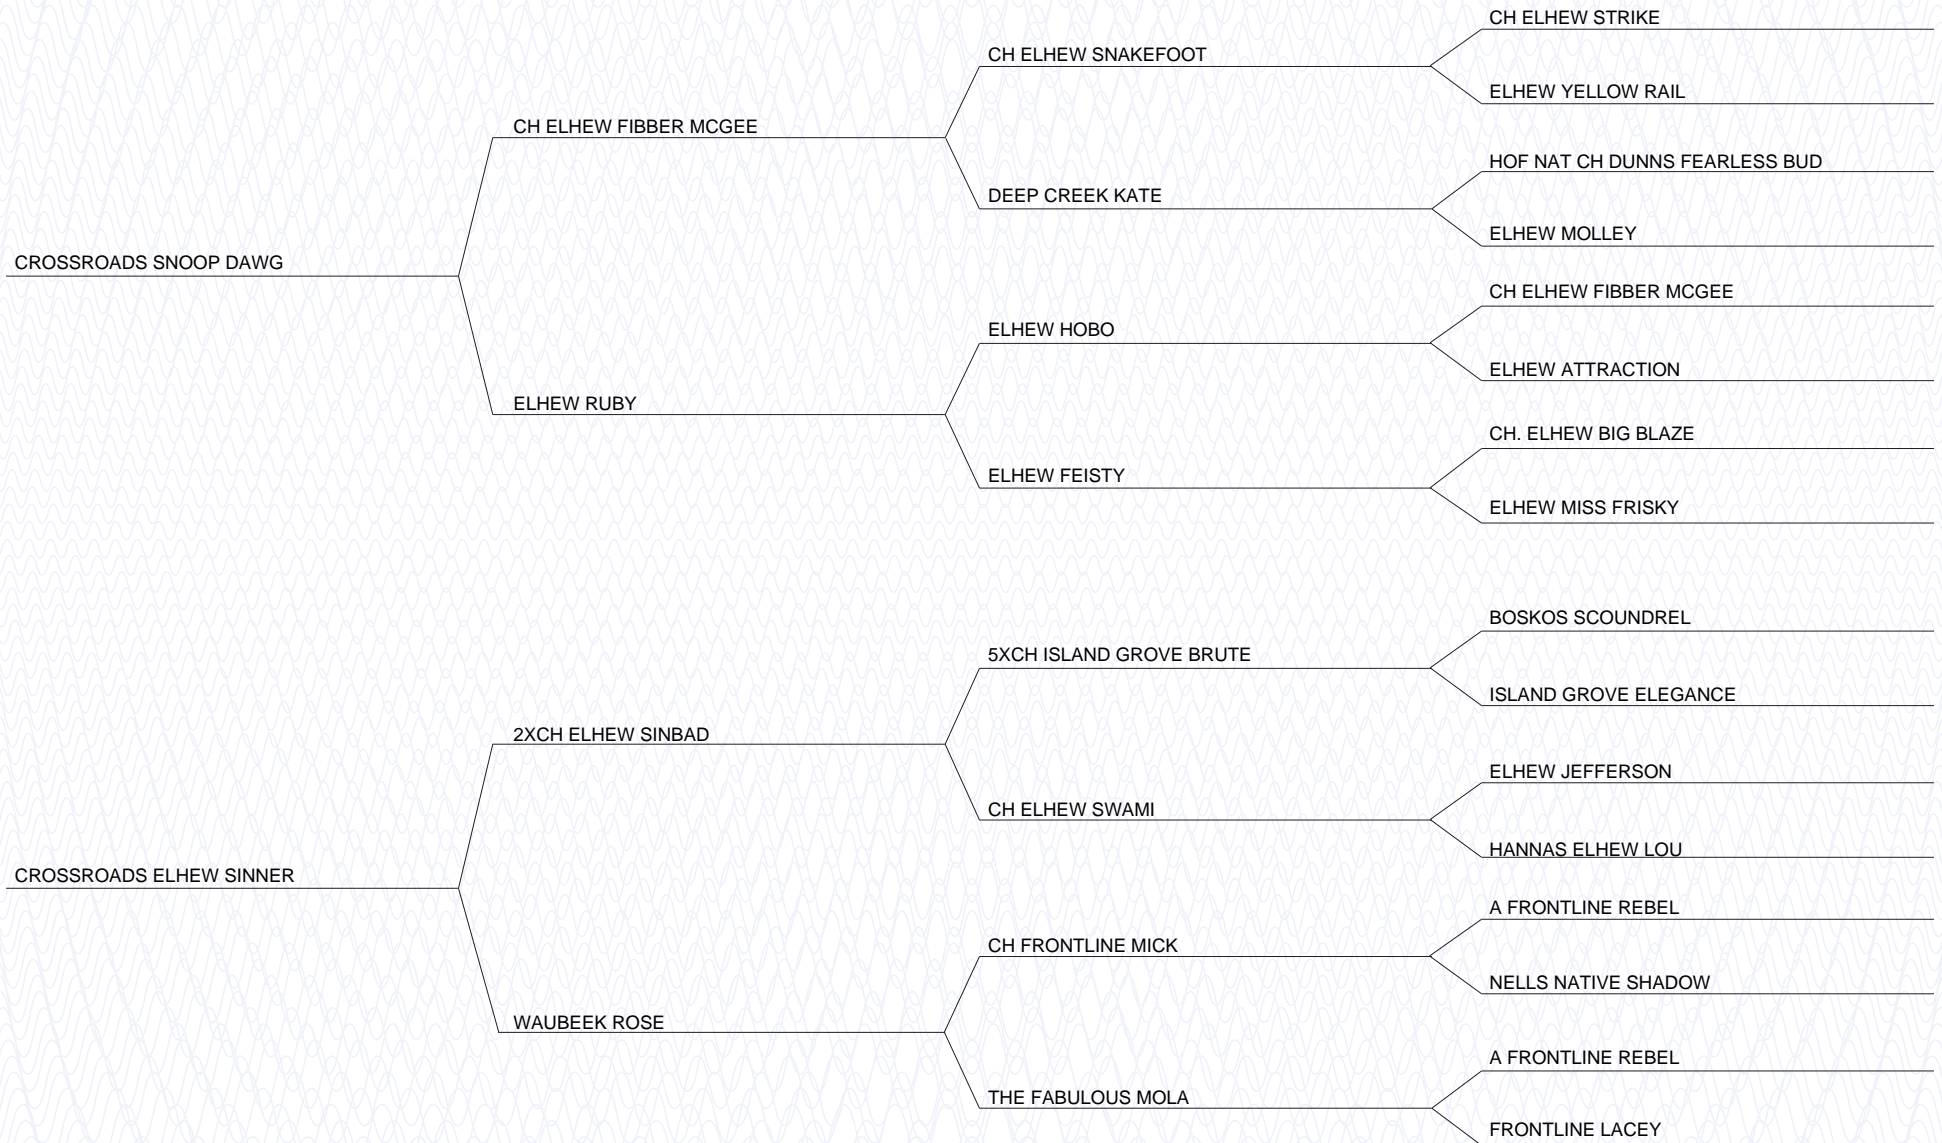 CH ELHEW STRIKE
CH ELHEW SNAKEFOOT
ELHEW YELLOW RAIL
CH ELHEW FIBBER MCGEE
HOF NAT CH DUNNS FEARLESS BUD
DEEP CREEK KATE
ELHEW MOLLEY
CROSSROADS SNOOP DAWG
CH ELHEW FIBBER MCGEE
ELHEW HOBO
ELHEW ATTRACTION
ELHEW RUBY
CH. ELHEW BIG BLAZE
ELHEW FEISTY
ELHEW MISS FRISKY
BOSKOS SCOUNDREL
5XCH ISLAND GROVE BRUTE
ISLAND GROVE ELEGANCE
2XCH ELHEW SINBAD
ELHEW JEFFERSON
CH ELHEW SWAMI
HANNAS ELHEW LOU
CROSSROADS ELHEW SINNER
A FRONTLINE REBEL
CH FRONTLINE MICK
NELLS NATIVE SHADOW
WAUBEEK ROSE
A FRONTLINE REBEL
THE FABULOUS MOLA
FRONTLINE LACEY